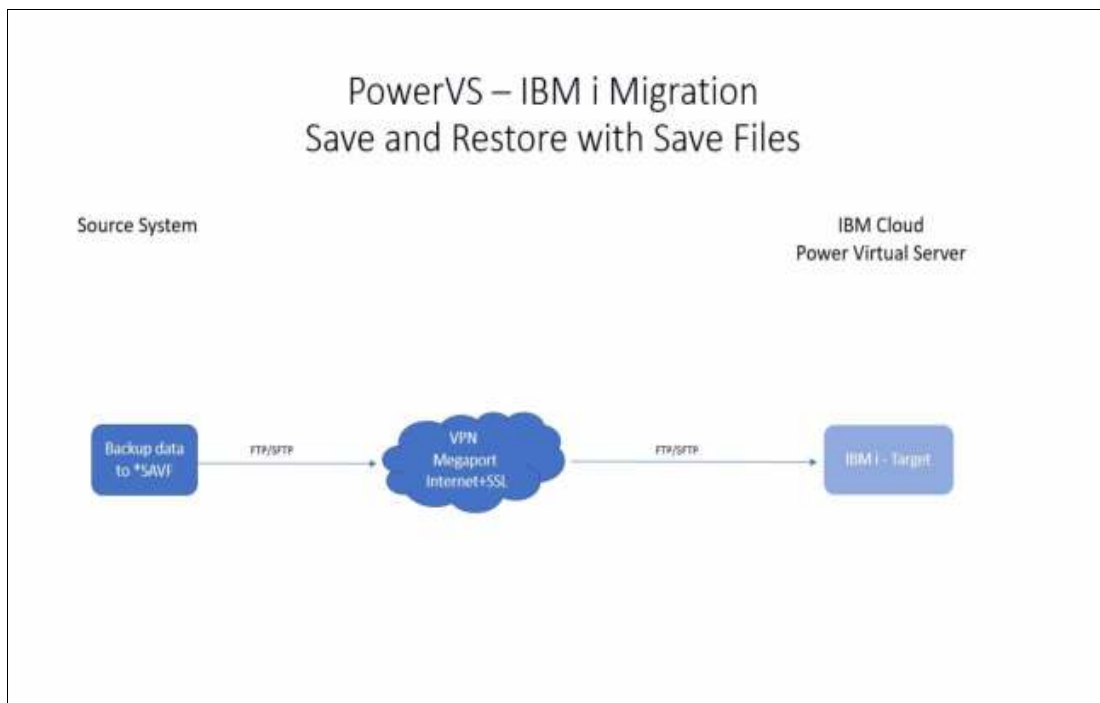 PowerVS – IBM i Migration
Save and Restore with Save Files
Source System
IBM Cloud
Power Virtual Server
Backup data
to *SAVF
FTP/SFTP
VPN
Megaport
Internet+SSL
FTP/SFTP
IBM i - Target